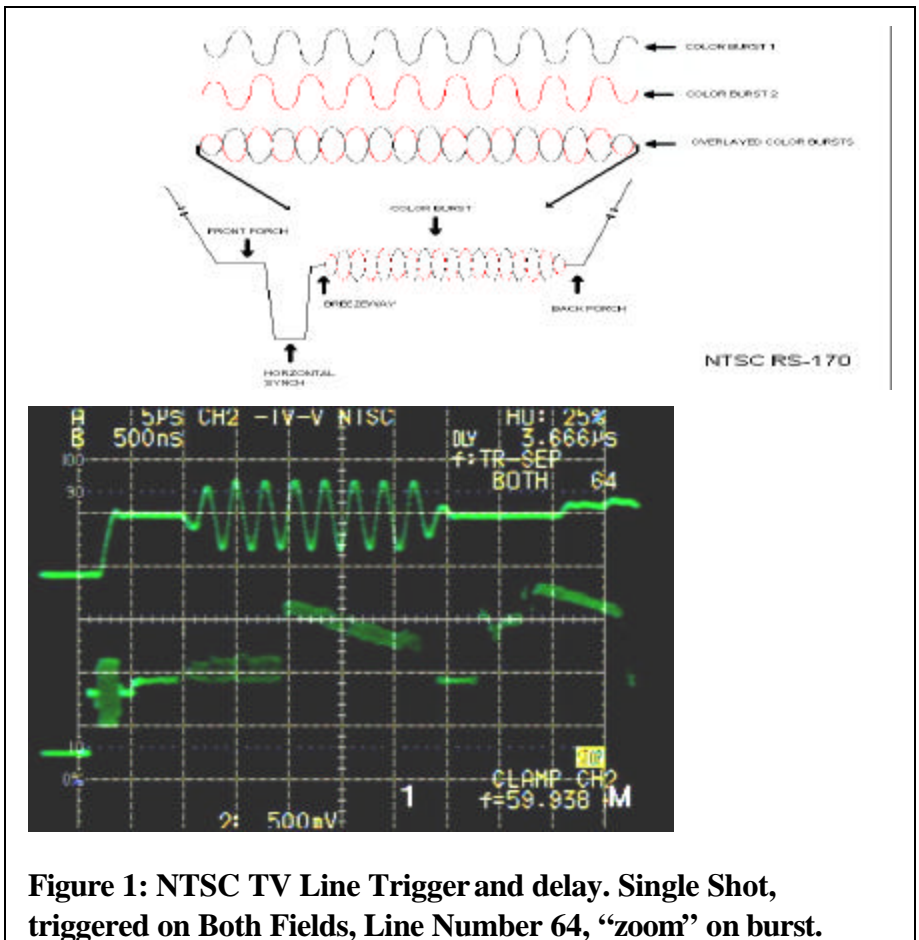 COLOR BURST 1
COLOR BURST 2
OVERLAYED COLOR BURSTS
COLOR BURST
FRONT PORCH
BREEZEWAY
BACK PORCH
HORIZONTAL
SYNCH
NTSC RS-170
A 5µs CH2 -TV-V NTSC HO: 25%
B 500ns DLY 3.666µs
f:TR-SEP
100
BOTH 64
90
10
STOP
0%
CLAMP CH2
1 f=59.938 M
2: 500mV
Figure 1: NTSC TV Line Trigger and delay. Single Shot,
triggered on Both Fields, Line Number 64, “zoom” on burst.